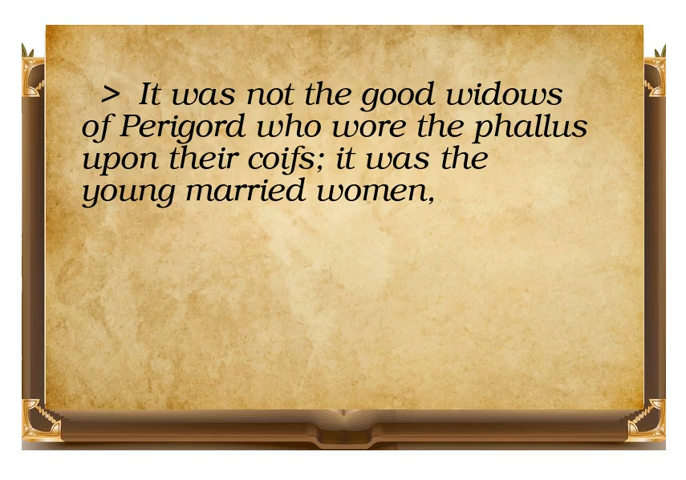 > It was not the good widows
of Perigord who wore the phallus
upon their coifs; it was the
young married women,